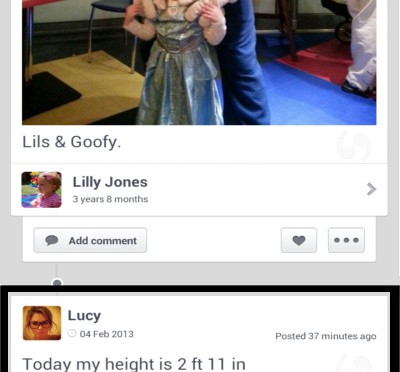 Lils & Goofy.
Lilly Jones
3 years 8 months
Add comment
Lucy
04 Feb 2013
Posted 37 minutes ago
Today my height is 2 ft 11 in